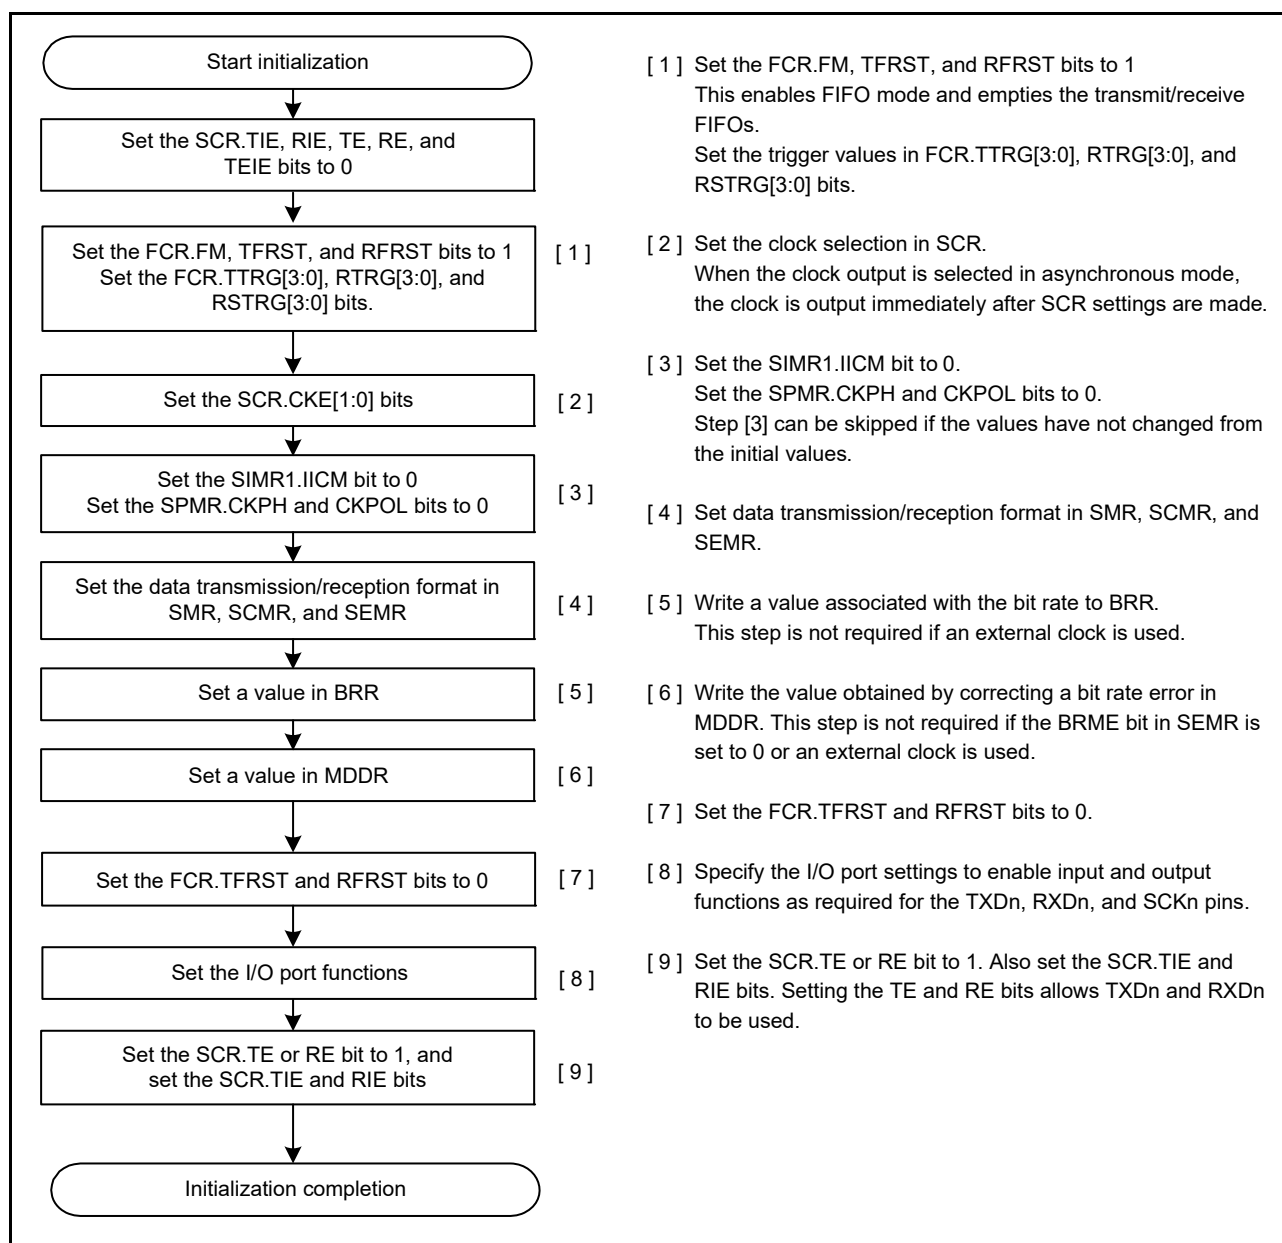 Start initialization
Set the SCR.TIE, RIE, TE, RE, and
TEIE bits to 0
Set the FCR.FM, TFRST, and RFRST bits to 1
Set the FCR.TTRG[3:0], RTRG[3:0], and
RSTRG[3:0] bits.
[ 1 ]
Set the SCR.CKE[1:0] bits
[ 2 ]
Set the SIMR1.IICM bit to 0
Set the SPMR.CKPH and CKPOL bits to 0
[ 3 ]
Set the data transmission/reception format in
SMR, SCMR, and SEMR
[ 4 ]
Set a value in BRR
[ 5 ]
Set a value in MDDR
[ 6 ]
Set the FCR.TFRST and RFRST bits to 0
[ 7 ]
Set the I/O port functions
[ 8 ]
Set the SCR.TE or RE bit to 1, and
set the SCR.TIE and RIE bits
[ 9 ]
Initialization completion
[ 1 ] Set the FCR.FM, TFRST, and RFRST bits to 1
This enables FIFO mode and empties the transmit/receive
FIFOs.
Set the trigger values in FCR.TTRG[3:0], RTRG[3:0], and
RSTRG[3:0] bits.
[ 2 ] Set the clock selection in SCR.
When the clock output is selected in asynchronous mode,
the clock is output immediately after SCR settings are made.
[ 3 ] Set the SIMR1.IICM bit to 0.
Set the SPMR.CKPH and CKPOL bits to 0.
Step [3] can be skipped if the values have not changed from
the initial values.
[ 4 ] Set data transmission/reception format in SMR, SCMR, and
SEMR.
[ 5 ] Write a value associated with the bit rate to BRR.
This step is not required if an external clock is used.
[ 6 ] Write the value obtained by correcting a bit rate error in
MDDR. This step is not required if the BRME bit in SEMR is
set to 0 or an external clock is used.
[ 7 ] Set the FCR.TFRST and RFRST bits to 0.
[ 8 ] Specify the I/O port settings to enable input and output
functions as required for the TXDn, RXDn, and SCKn pins.
[ 9 ] Set the SCR.TE or RE bit to 1. Also set the SCR.TIE and
RIE bits. Setting the TE and RE bits allows TXDn and RXDn
to be used.